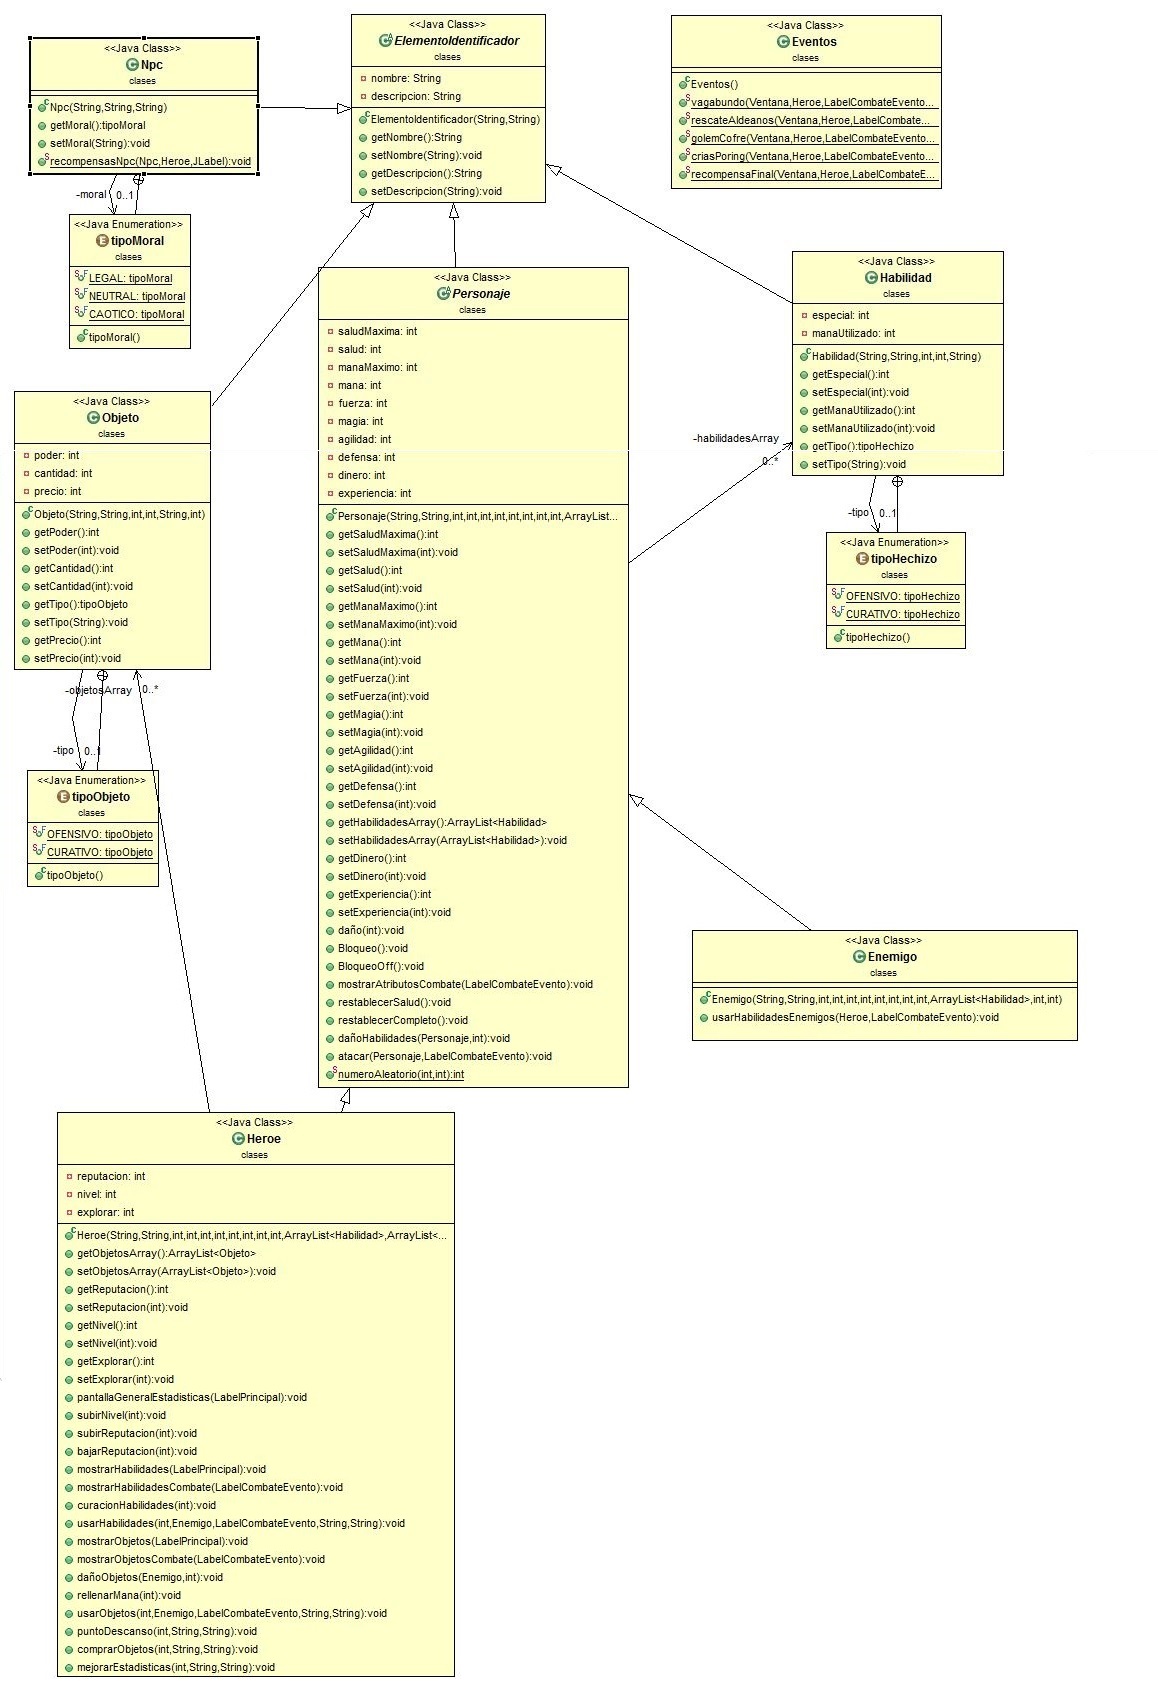 <<Java Class>>
Npc
clases
Npc(String,String,String)
getMoral():tipoMoral
setMoral(String):void
recompensasNpc(Npc,Heroe,JLabel):void
-moral
0..1
<<Java Enumeration>>
tipoMoral
clases
LEGAL: tipoMoral
NEUTRAL: tipoMoral
CAOTICO: tipoMoral
tipoMoral()
<<Java Class>>
ElementoIdentificador
clases
nombre: String
descripcion: String
ElementoIdentificador(String,String)
getNombre():String
setNombre(String):void
getDescripcion():String
setDescripcion(String):void
<<Java Class>>
Eventos
clases
Eventos()
vagabundo(Ventana,Heroe,LabelCombateEvento...
rescateAldeanos(Ventana,Heroe,LabelCombate...
golemCofre(Ventana,Heroe,LabelCombateEvento...
criasPoring(Ventana,Heroe,LabelCombateEvento...
recompensaFinal(Ventana,Heroe,LabelCombateE...
<<Java Class>>
Habilidad
clases
especial: int
manaUtilizado: int
Habilidad(String,String,int,int,String)
getEspecial():int
setEspecial(int):void
getManaUtilizado():int
setManaUtilizado(int):void
getTipo():tipoHechizo
setTipo(String):void
-habilidadesArray
0..*
-tipo
0..1
<<Java Enumeration>>
tipoHechizo
clases
OFENSIVO: tipoHechizo
CURATIVO: tipoHechizo
tipoHechizo()
<<Java Class>>
Personaje
clases
saludMaxima: int
salud: int
manaMaximo: int
mana: int
fuerza: int
magia: int
agilidad: int
defensa: int
dinero: int
experiencia: int
Personaje(String,String,int,int,int,int,int,int,int,int,int,ArrayList...
getSaludMaxima():int
setSaludMaxima(int):void
getSalud():int
setSalud(int):void
getManaMaximo():int
setManaMaximo(int):void
getMana():int
setMana(int):void
getFuerza():int
setFuerza(int):void
getMagia():int
setMagia(int):void
getAgilidad():int
setAgilidad(int):void
getDefensa():int
setDefensa(int):void
getHabilidadesArray():ArrayList<Habilidad>
setHabilidadesArray(ArrayList<Habilidad>):void
getDinero():int
setDinero(int):void
getExperiencia():int
setExperiencia(int):void
daño(int):void
Bloqueo():void
BloqueoOff():void
mostrarAtributosCombate(LabelCombateEvento):void
restablecerSalud():void
restablecerCompleto():void
dañoHabilidades(Personaje,int):void
atacar(Personaje,LabelCombateEvento):void
numeroAleatorio(int,int):int
<<Java Class>>
Objeto
clases
poder: int
cantidad: int
precio: int
Objeto(String,String,int,int,String,int)
getPoder():int
setPoder(int):void
getCantidad():int
setCantidad(int):void
getTipo():tipoObjeto
setTipo(String):void
getPrecio():int
setPrecio(int):void
-objetosArray
0..*
-tipo
0..1
<<Java Enumeration>>
tipoObjeto
clases
OFENSIVO: tipoObjeto
CURATIVO: tipoObjeto
tipoObjeto()
<<Java Class>>
Enemigo
clases
Enemigo(String,String,int,int,int,int,int,int,int,int,ArrayList<Habilidad>,int,int)
usarHabilidadesEnemigos(Heroe,LabelCombateEvento):void
<<Java Class>>
Heroe
clases
reputacion: int
nivel: int
explorar: int
Heroe(String,String,int,int,int,int,int,int,int,int,int,ArrayList<Habilidad>,ArrayList<...
getObjetosArray():ArrayList<Objeto>
setObjetosArray(ArrayList<Objeto>):void
getReputacion():int
setReputacion(int):void
getNivel():int
setNivel(int):void
getExplorar():int
setExplorar(int):void
pantallaGeneralEstadisticas(LabelPrincipal):void
subirNivel(int):void
subirReputacion(int):void
bajarReputacion(int):void
mostrarHabilidades(LabelPrincipal):void
mostrarHabilidadesCombate(LabelCombateEvento):void
curacionHabilidades(int):void
usarHabilidades(int,Enemigo,LabelCombateEvento,String,String):void
mostrarObjetos(LabelPrincipal):void
mostrarObjetosCombate(LabelCombateEvento):void
dañoObjetos(Enemigo,int):void
rellenarMana(int):void
usarObjetos(int,Enemigo,LabelCombateEvento,String,String):void
puntoDescanso(int,String,String):void
comprarObjetos(int,String,String):void
mejorarEstadisticas(int,String,String):void